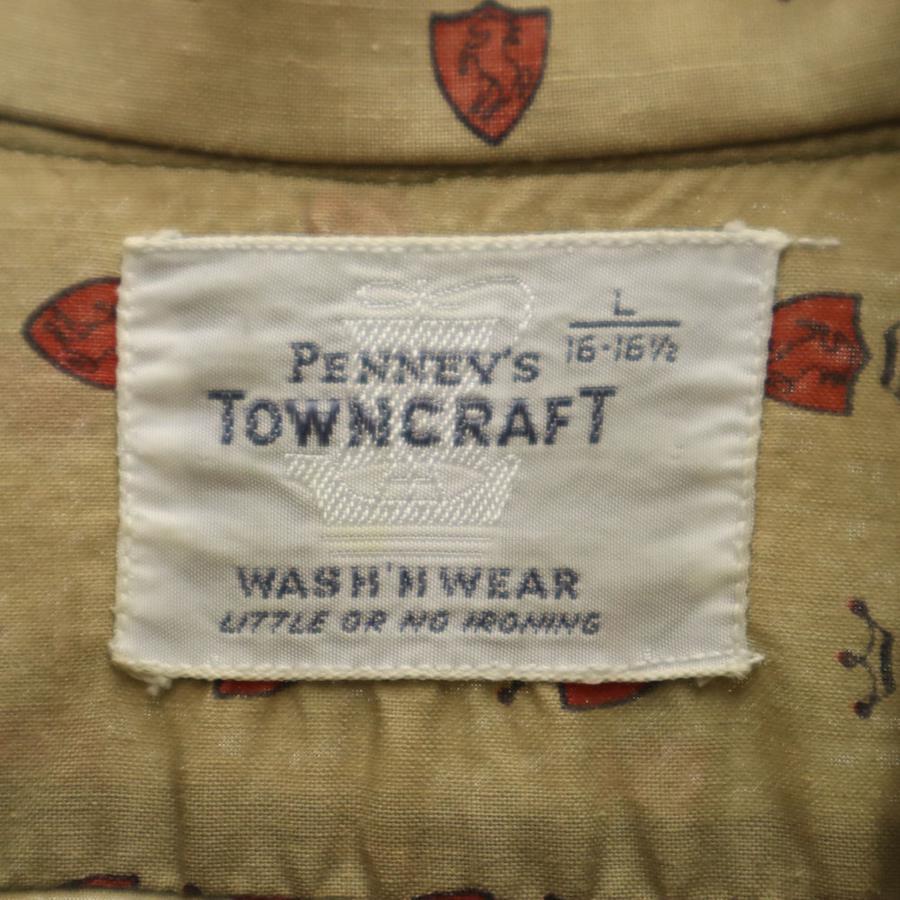 L
16-16½
PENNEY'S
TOWNCRAFT
WASH'N WEAR
LITTLE OR NO IRONING